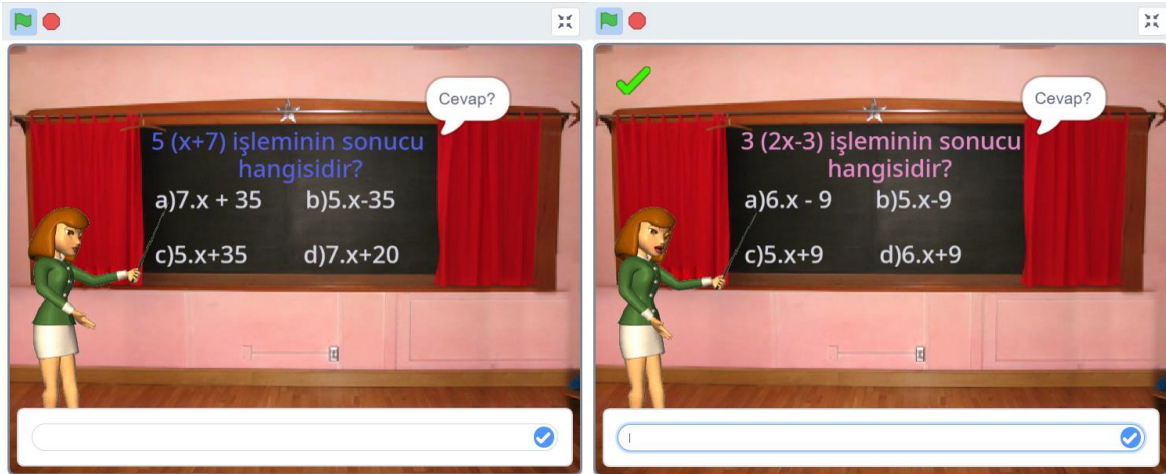 Cevap?
5 (x+7) işleminin sonucu
hangisidir?
a)7.x + 35 b)5.x-35
c)5.x+35 d)7.x+20
Cevap?
3 (2x-3) işleminin sonucu
hangisidir?
a)6.x - 9 b)5.x-9
c)5.x+9 d)6.x+9